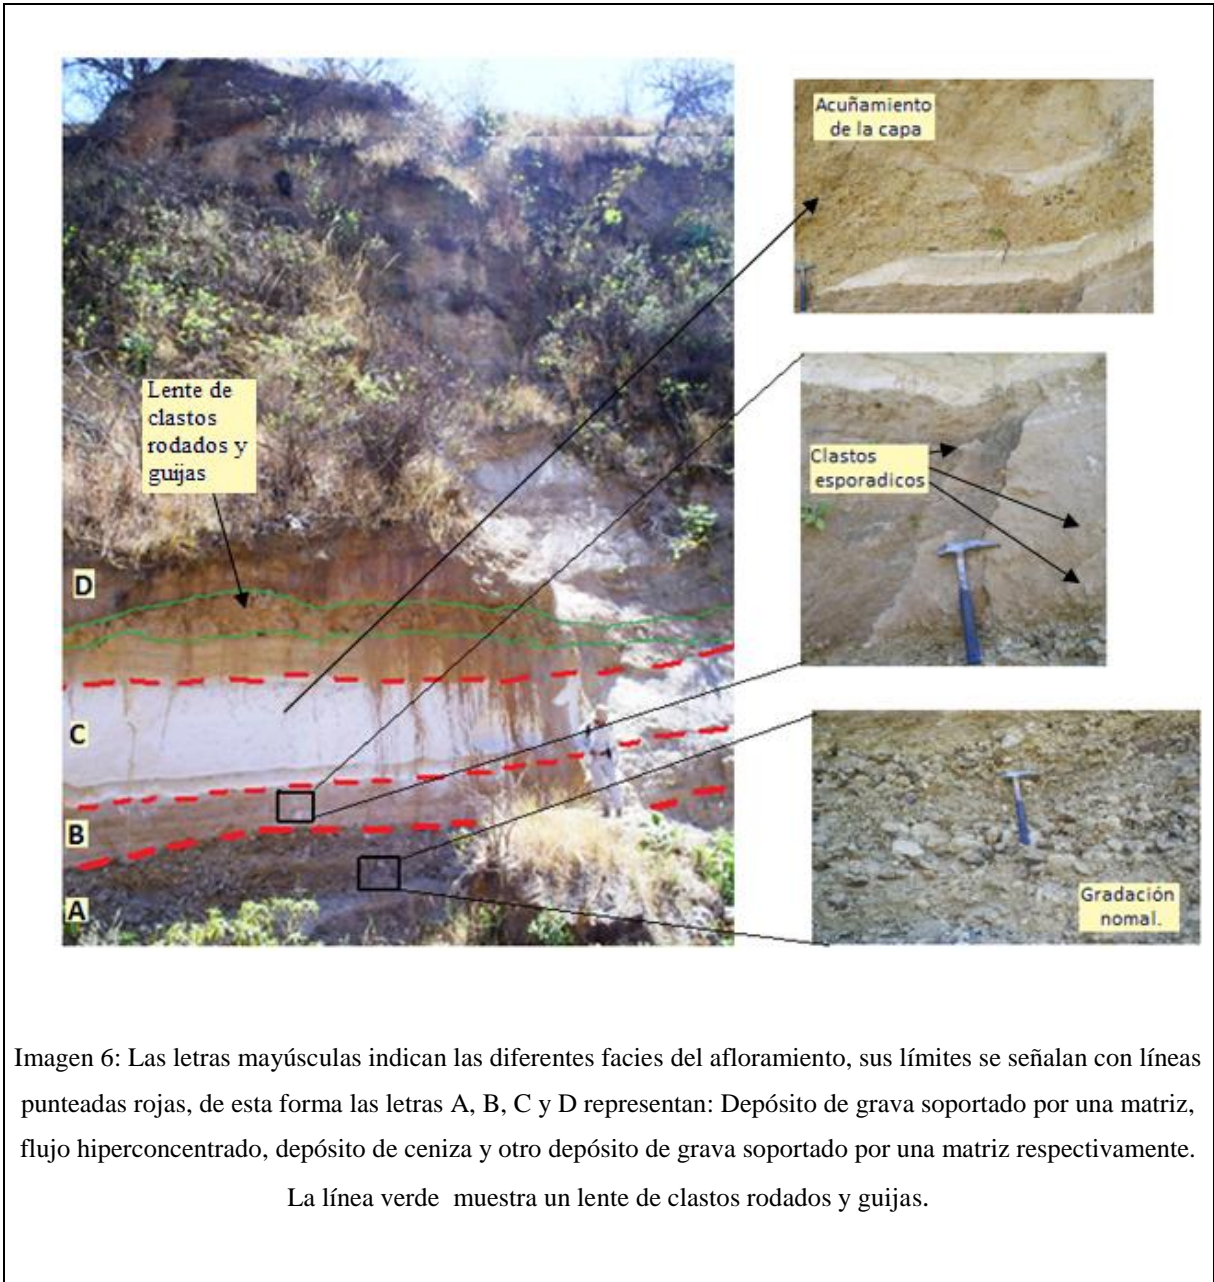 Acuñamiento
de la capa
Lente de
clastos
rodados y
guijas
Clastos
esporadicos
D
C
B
A
Gradación
nomal.
Imagen 6: Las letras mayúsculas indican las diferentes facies del afloramiento, sus límites se señalan con líneas
punteadas rojas, de esta forma las letras A, B, C y D representan: Depósito de grava soportado por una matriz,
flujo hiperconcentrado, depósito de ceniza y otro depósito de grava soportado por una matriz respectivamente.
La línea verde muestra un lente de clastos rodados y guijas.